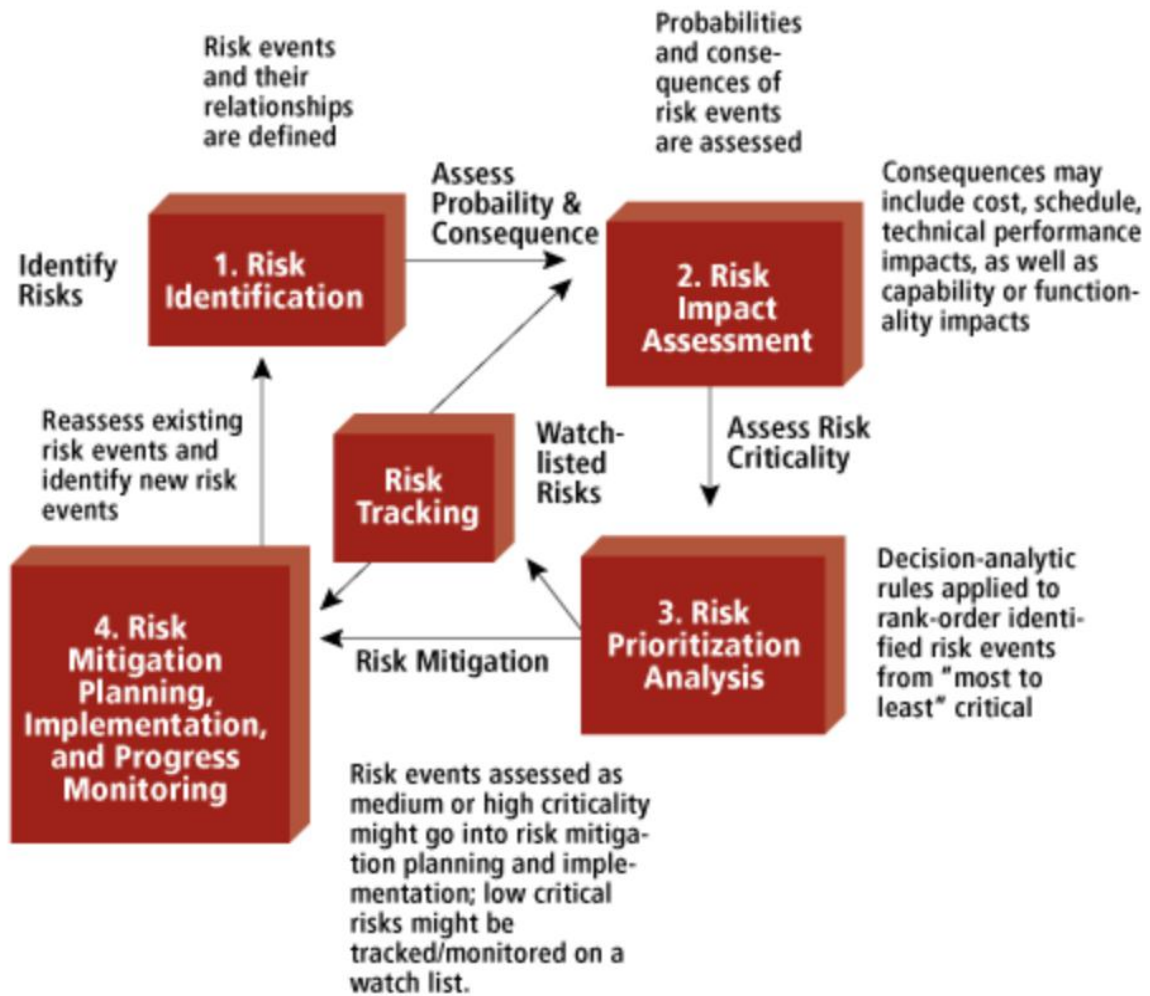 Risk events
and their
relationships
are defined
Probabilities
and conse-
quences of
risk events
are assessed
Assess
Probaility &
Consequence
Consequences may
include cost, schedule,
technical performance
impacts, as well as
capability or function-
ality impacts
Identify
Risks
1. Risk
Identification
2. Risk
Impact
Assessment
Reassess existing
risk events and
identify new risk
events
Risk
Tracking
Watch-
listed
Risks
Assess Risk
Criticality
4. Risk
Mitigation
Planning,
Implementation,
and Progress
Monitoring
Risk Mitigation
3. Risk
Prioritization
Analysis
Decision-analytic
rules applied to
rank-order identi-
fied risk events
from "most to
least" critical
Risk events assessed as
medium or high criticality
might go into risk mitiga-
tion planning and imple-
mentation; low critical
risks might be
tracked/monitored on a
watch list.